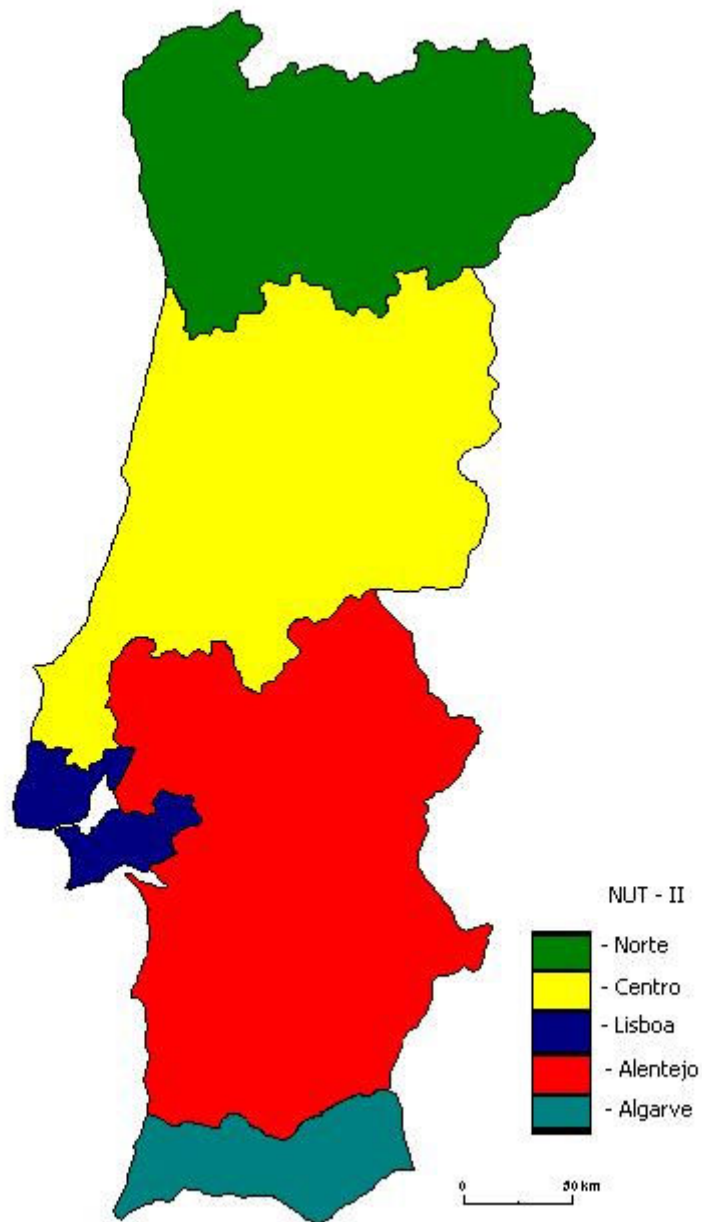 NUT - II
- Norte
- Centro
- Lisboa
- Alentejo
- Algarve
0 50 km